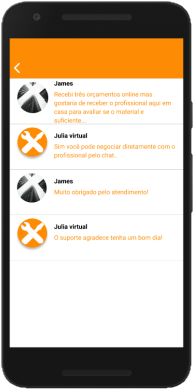 James
Recebi três orçamentos online mas
gostaria de receber o profissional aqui em
casa para avaliar se o material e
suficiente...
Julia virtual
Sim você pode negociar diretamente com o
profissional pelo chat.
James
Muito obrigado pelo atendimento!
Julia virtual
O suporte agradece tenha um bom dia!